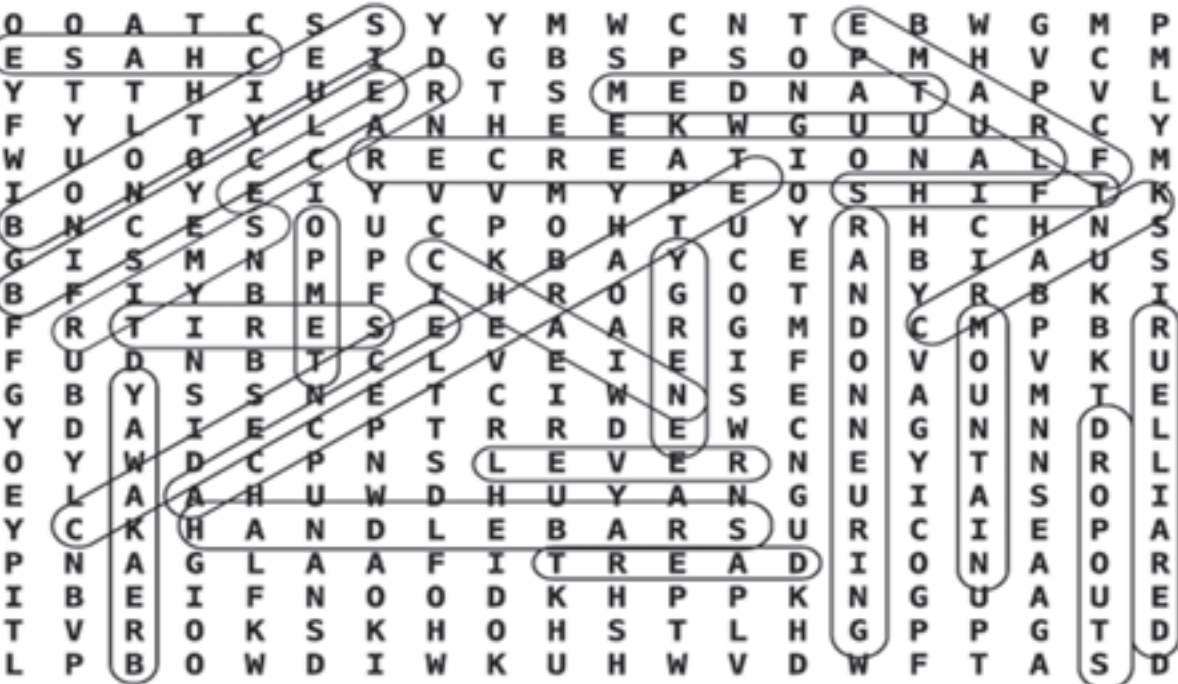 O O A T C S S Y Y M W C N T E B W G M P
E S A H C E I D G B S P S O P M H V C M
Y T T H I U E R T S M E D N A T A P V L
F Y L T Y L A N H E E K W G U U U R C Y
W U O O C C R E C R E A T I O N A L F M
I O N Y E I Y V V M Y P E O S H I F T K
B N C E S O U C P O H T U Y R H C H N S
G I S M N P P C K B A Y C E A B I A U S
B F I Y B M F I H R O G O T N Y R B K I
F R T I R E S E E A A R G M D C M P B R
F U D N B T C L V E I E I F O V O V K U
G B Y S S N E T C I W N S E N A U M T E
Y D A I E C P T R R D E W C N G N N D L
O Y W D C P N S L E V E R N E Y T N R L
E L A A H U W D H U Y A N G U I A S O I
Y C K H A N D L E B A R S U R C I E P A
P N A G L A A F I T R E A D I O N A O R
I B E I F N O O D K H P P K N G U A U E
T V R O K S K H O H S T L H G P P G T D
L P B O W D I W K U H W V D W F T A S D